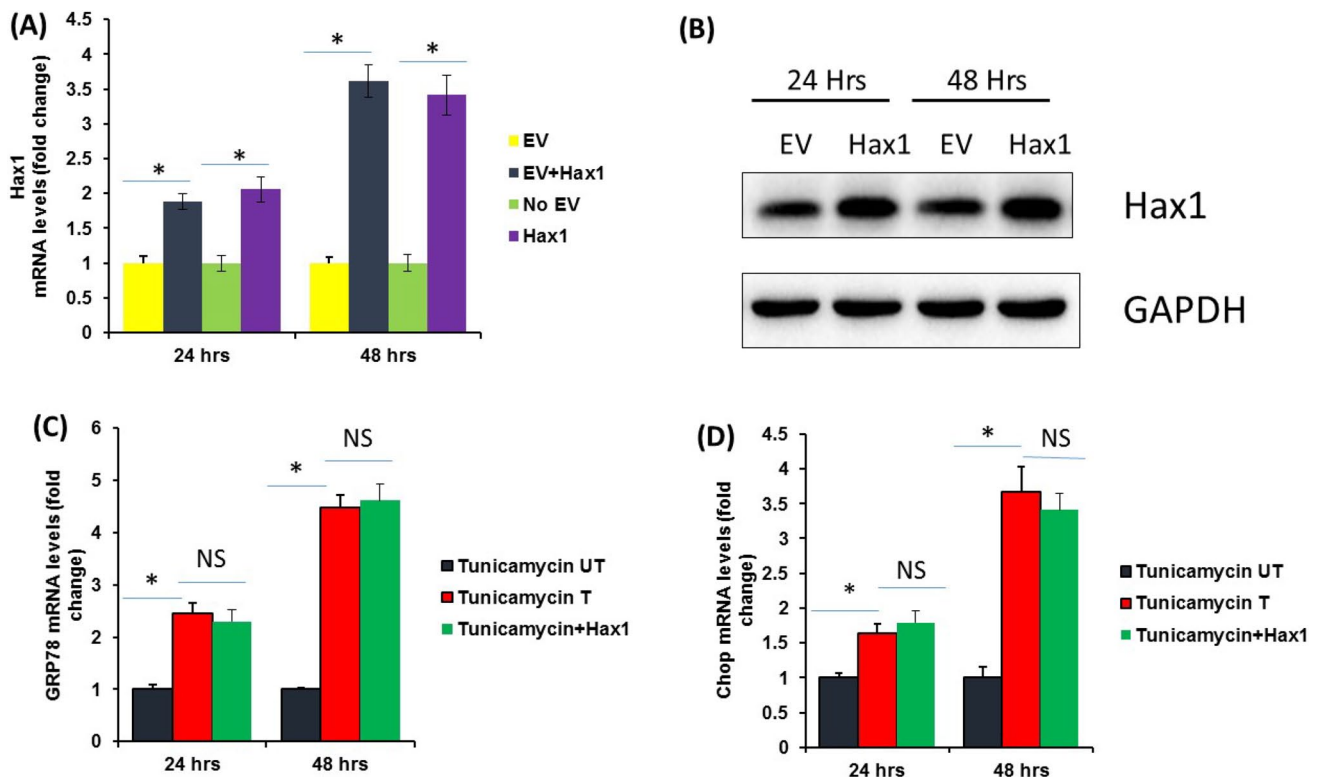 (A)
Hax1
mRNA levels (fold change)
4.5
4
3.5
3
2.5
2
1.5
1
0.5
0
*
*
*
*
24 hrs
48 hrs
EV
EV+Hax1
No EV
Hax1
(B)
24 Hrs
48 Hrs
EV
Hax1
EV
Hax1
Hax1
GAPDH
(C)
GRP78 mRNA levels (fold
change)
6
5
4
3
2
1
0
*
NS
*
NS
24 hrs
48 hrs
Tunicamycin UT
Tunicamycin T
Tunicamycin+Hax1
(D)
Chop mRNA levels (fold
change)
4.5
4
3.5
3
2.5
2
1.5
1
0.5
0
*
NS
*
NS
24 hrs
48 hrs
Tunicamycin UT
Tunicamycin T
Tunicamycin+Hax1